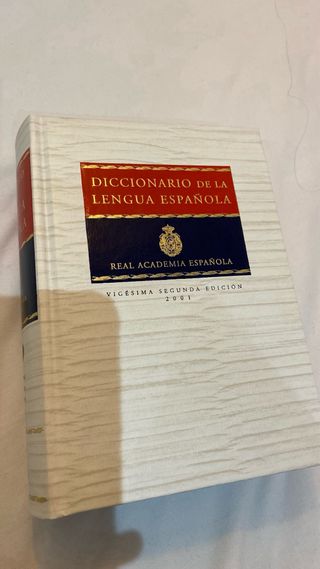 DICCIONARIO DE LA
LENGUA ESPAÑOLA
REAL ACADEMIA ESPAÑOLA
VIGÉSIMA SEGUNDA EDICIÓN
2001